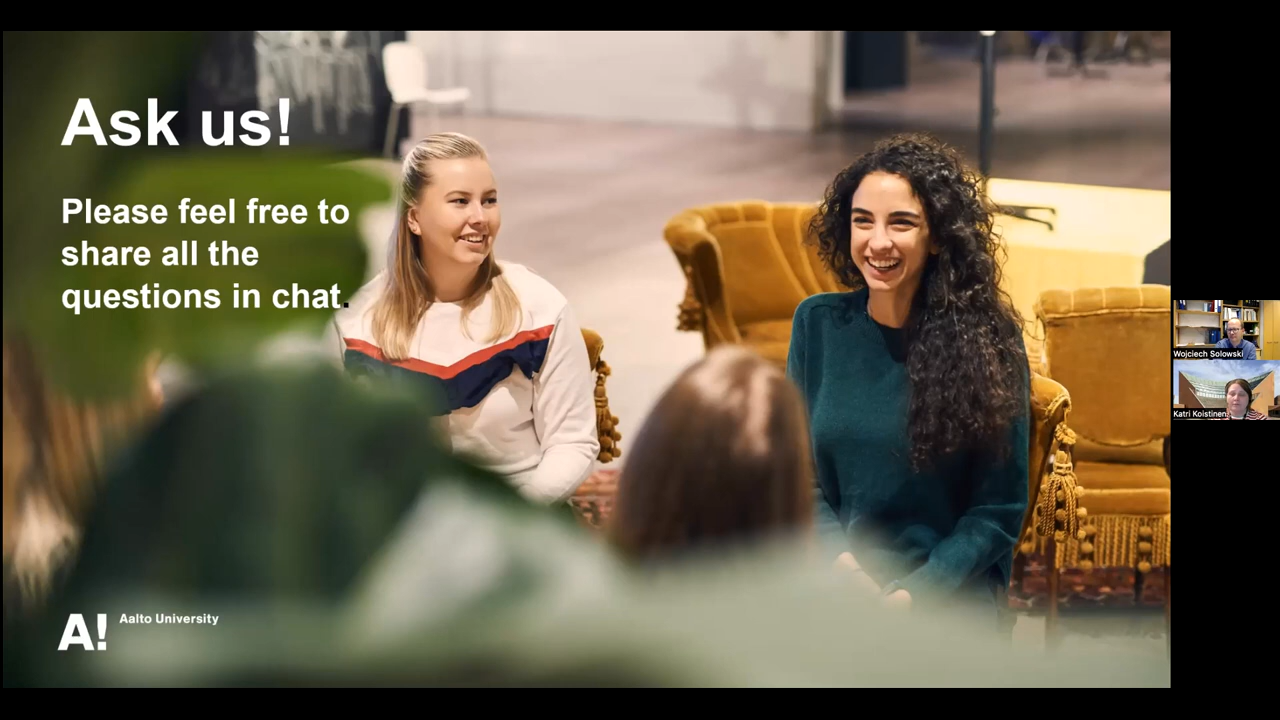 Ask us!
Please feel free to
share all the
questions in chat.
A! Aalto University
Wojciech Solowski
Katri Koistinen